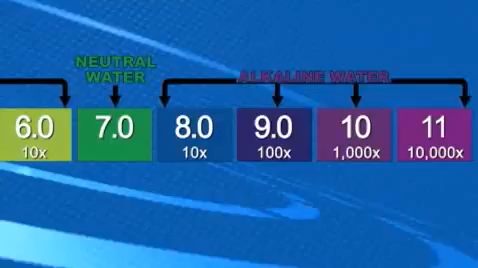 NEUTRAL
WATER
ALKALINE WATER
6.0 7.0 8.0 9.0 10 11
10x 10x 100x 1,000x 10,000x